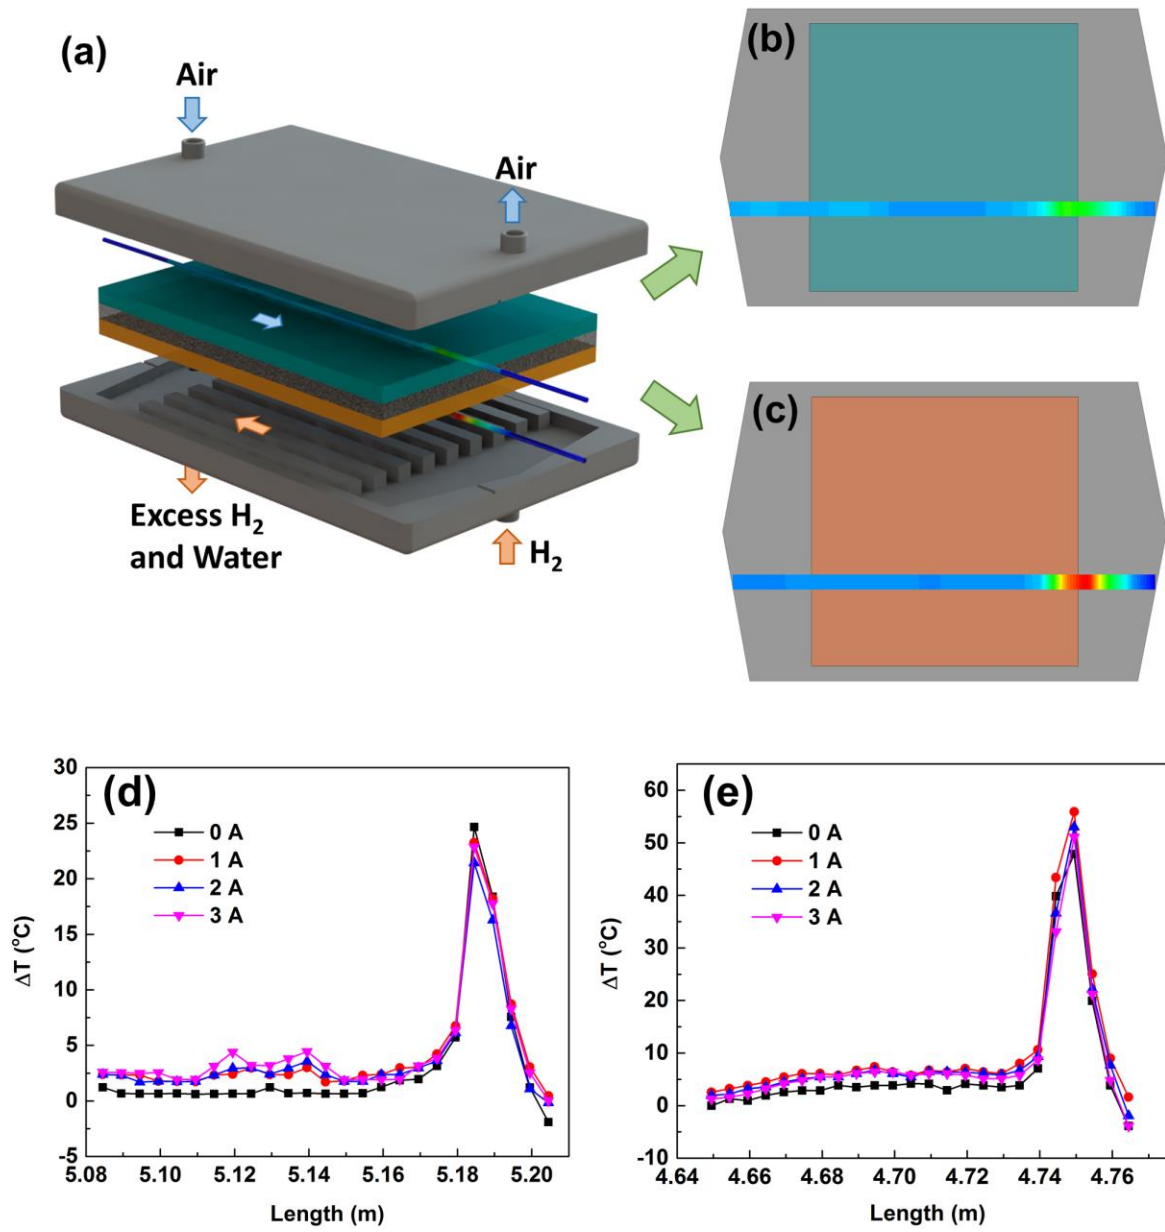 (a)
Air
Air
Excess H₂
and Water
H₂
(b)
(c)
(d)
0 A
1 A
2 A
3 A
30
25
20
15
10
5
0
-5
ΔT (°C)
5.08
5.10
5.12
5.14
5.16
5.18
5.20
Length (m)
(e)
0 A
1 A
2 A
3 A
60
50
40
30
20
10
0
-10
ΔT (°C)
4.64
4.66
4.68
4.70
4.72
4.74
4.76
Length (m)